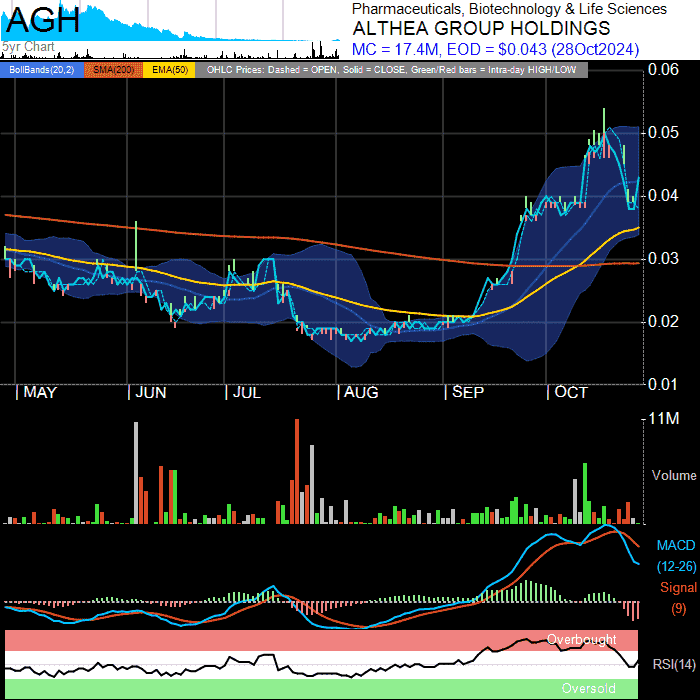 AGH
Pharmaceuticals, Biotechnology & Life Sciences
ALTHEA GROUP HOLDINGS
5yr Chart
MC = 17.4M, EOD = $0.043 (28Oct2024)
BollBands(20,2) SMA(200) EMA(50) OHLC Prices: Dashed = OPEN, Solid = CLOSE, Green/Red bars = Intra-day HIGH/LOW
0.06
0.05
0.04
0.03
0.02
0.01
MAY JUN JUL AUG SEP OCT
11M
Volume
MACD
(12-26)
Signal
(9)
Overbought
RSI(14)
Oversold